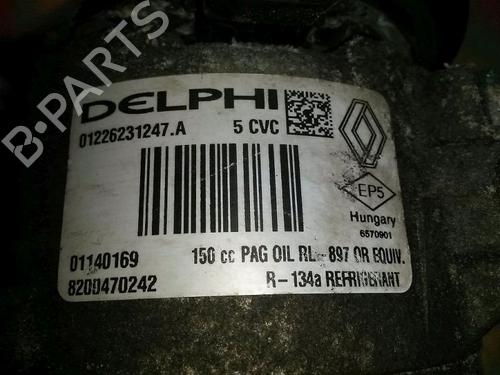 B-PARTS
DELPHI
01226231247.A 5 CVC
EP5
Hungary
6570901
01140169 150 cc PAG OIL RL-897 OR EQUIV.
8200470242 R-134a REFRIGERANT